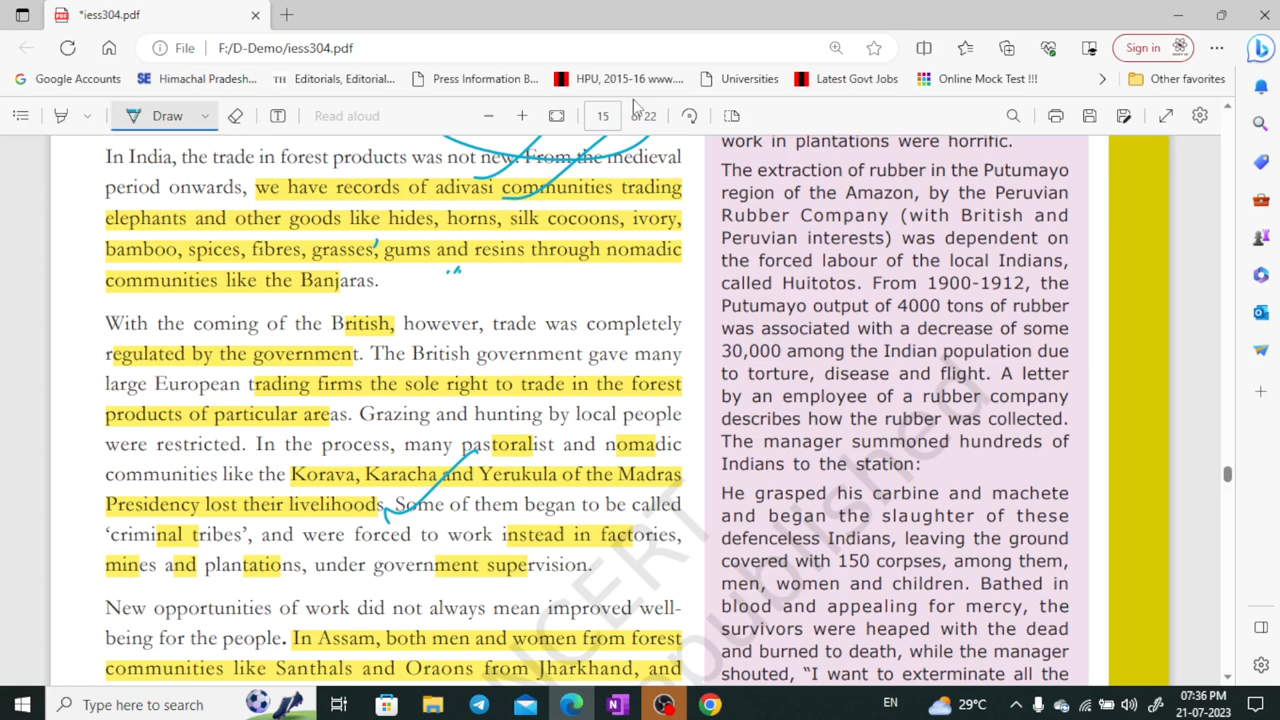 *iess304.pdf
File F:/D-Demo/iess304.pdf Sign in
Google Accounts SE Himachal Pradesh... TH Editorials, Editorial... Press Information B... HPU, 2015-16 www.... Universities Latest Govt Jobs Online Mock Test !!! Other favorites
Draw T Read aloud 15 of 22
In India, the trade in forest products was not new. From the medieval
period onwards, we have records of adivasi communities trading
elephants and other goods like hides, horns, silk cocoons, ivory,
bamboo, spices, fibres, grasses, gums and resins through nomadic
communities like the Banjaras.
With the coming of the British, however, trade was completely
regulated by the government. The British government gave many
large European trading firms the sole right to trade in the forest
products of particular areas. Grazing and hunting by local people
were restricted. In the process, many pastoralist and nomadic
communities like the Korava, Karacha and Yerukula of the Madras
Presidency lost their livelihoods. Some of them began to be called
‘criminal tribes’, and were forced to work instead in factories,
mines and plantations, under government supervision.
New opportunities of work did not always mean improved well-
being for the people. In Assam, both men and women from forest
communities like Santhals and Oraons from Jharkhand, and
work in plantations were horrific.
The extraction of rubber in the Putumayo
region of the Amazon, by the Peruvian
Rubber Company (with British and
Peruvian interests) was dependent on
the forced labour of the local Indians,
called Huitotos. From 1900-1912, the
Putumayo output of 4000 tons of rubber
was associated with a decrease of some
30,000 among the Indian population due
to torture, disease and flight. A letter
by an employee of a rubber company
describes how the rubber was collected.
The manager summoned hundreds of
Indians to the station:
He grasped his carbine and machete
and began the slaughter of these
defenceless Indians, leaving the ground
covered with 150 corpses, among them,
men, women and children. Bathed in
blood and appealing for mercy, the
survivors were heaped with the dead
and burned to death, while the manager
shouted, “I want to exterminate all the
NCERT
republished
Type here to search 29°C EN 07:36 PM
21-07-2023